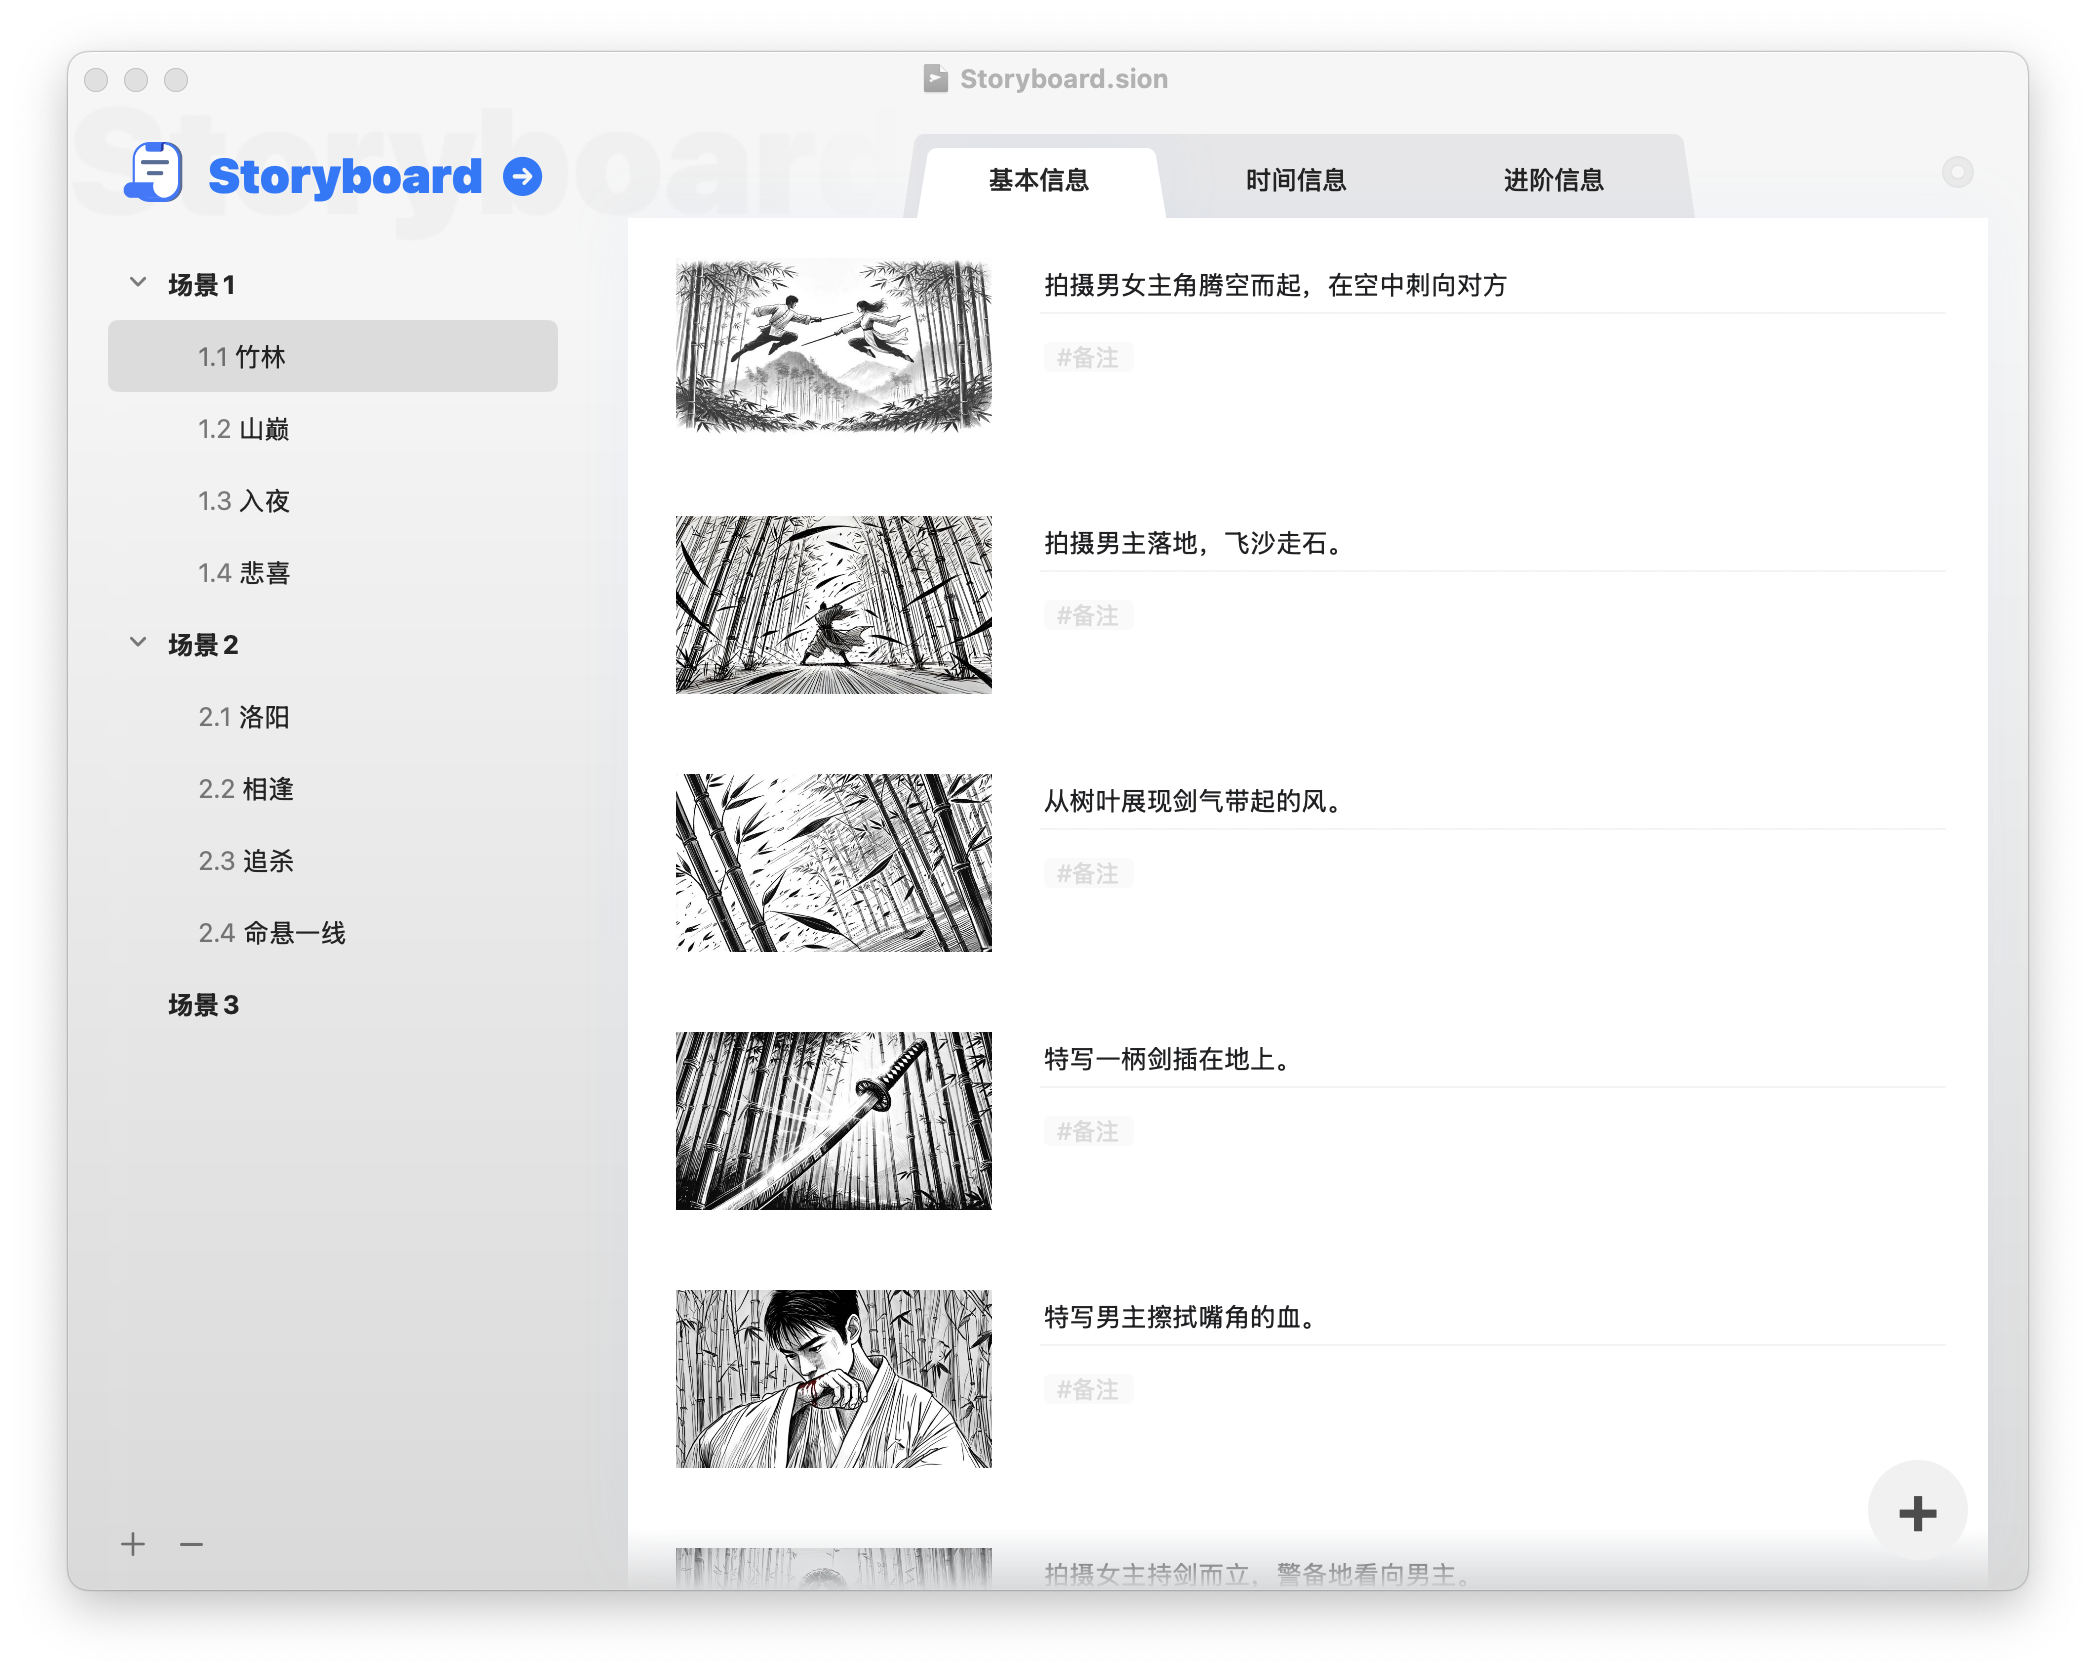 Storyboard.sion
Storyboard
Storyboard
基本信息
时间信息
进阶信息
场景 1
1.1 竹林
1.2 山巅
1.3 入夜
1.4 悲喜
场景 2
2.1 洛阳
2.2 相逢
2.3 追杀
2.4 命悬一线
场景 3
拍摄男女主角腾空而起，在空中刺向对方
#备注
拍摄男主落地，飞沙走石。
#备注
从树叶展现剑气带起的风。
#备注
特写一柄剑插在地上。
#备注
特写男主擦拭嘴角的血。
#备注
拍摄女主持剑而立，警备地看向男主。